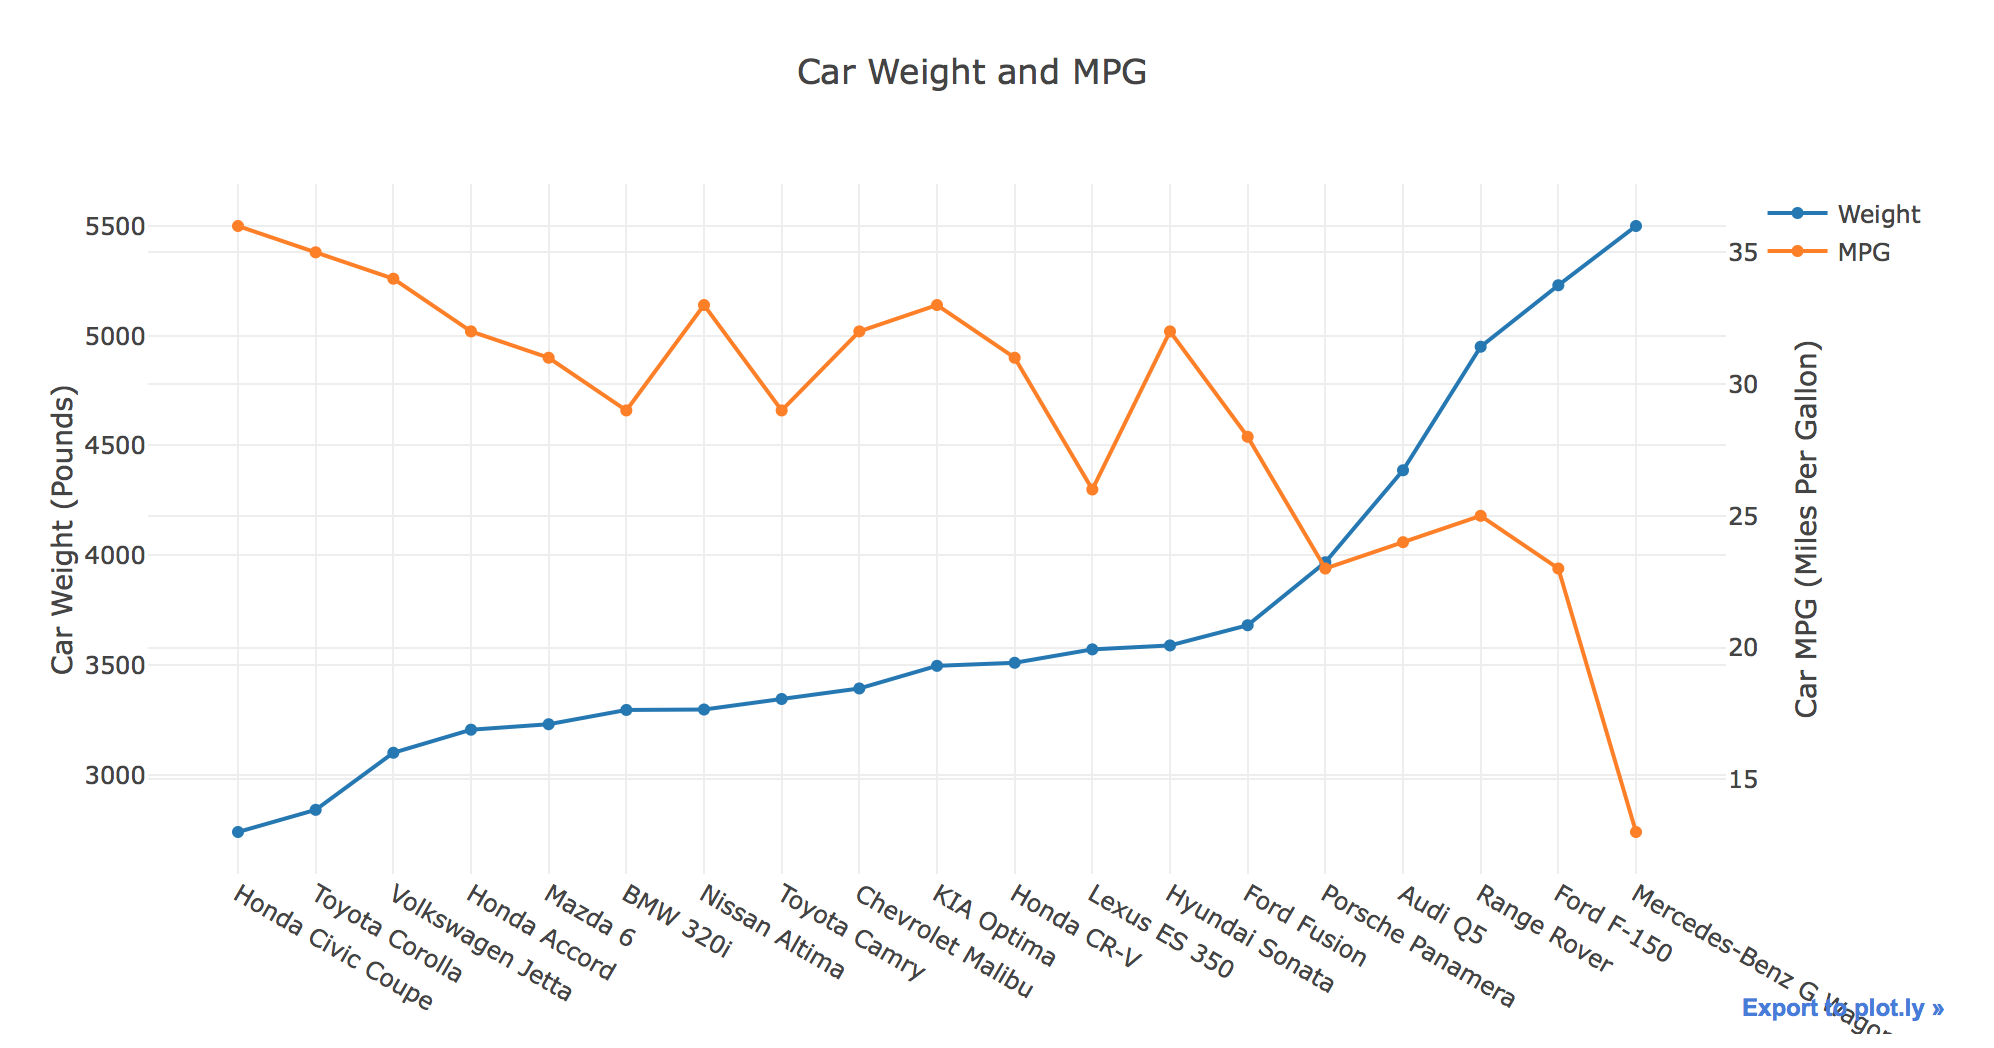 Car Weight and MPG
Weight
MPG
Car Weight (Pounds)
5500
5000
4500
4000
3500
3000
35
30
25
20
15
Car MPG (Miles Per Gallon)
Honda Civic Coupe
Toyota Corolla
Volkswagen Jetta
Honda Accord
Mazda 6
BMW 320i
Nissan Altima
Toyota Camry
Chevrolet Malibu
KIA Optima
Honda CR-V
Lexus ES 350
Hyundai Sonata
Ford Fusion
Porsche Panamera
Audi Q5
Range Rover
Ford F-150
Mercedes-Benz G Wagon
Export to plot.ly »